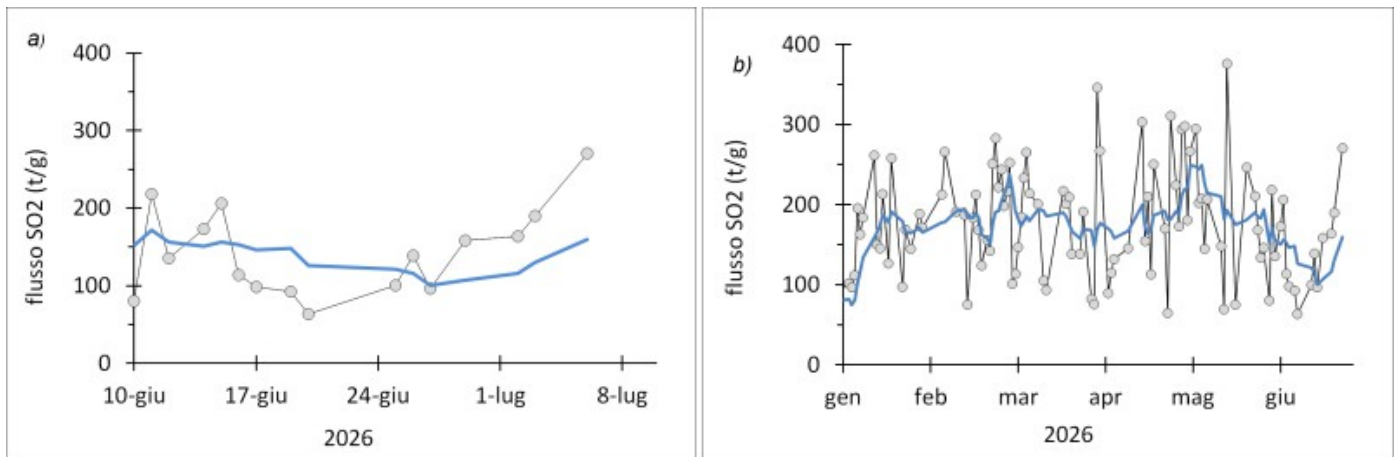 a)
400
300
200
100
0
flusso SO2 (t/g)
10-giu 17-giu 24-giu 1-lug 8-lug
2026
b)
400
300
200
100
0
flusso SO2 (t/g)
gen feb mar apr mag giu
2026